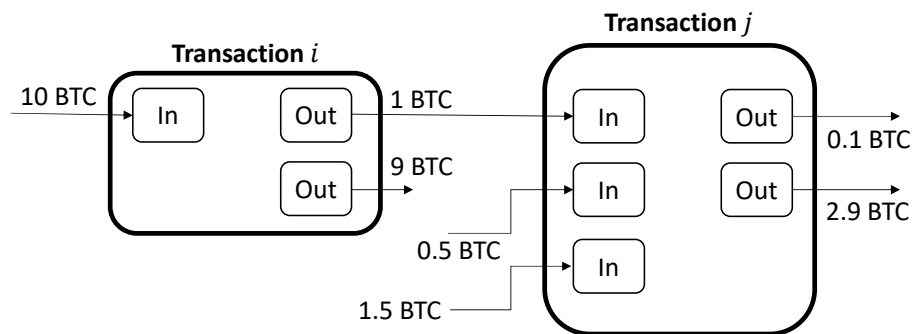 Transaction i
10 BTC
In
Out
1 BTC
Out
9 BTC
Transaction j
In
Out
0.1 BTC
In
Out
0.5 BTC
2.9 BTC
In
1.5 BTC